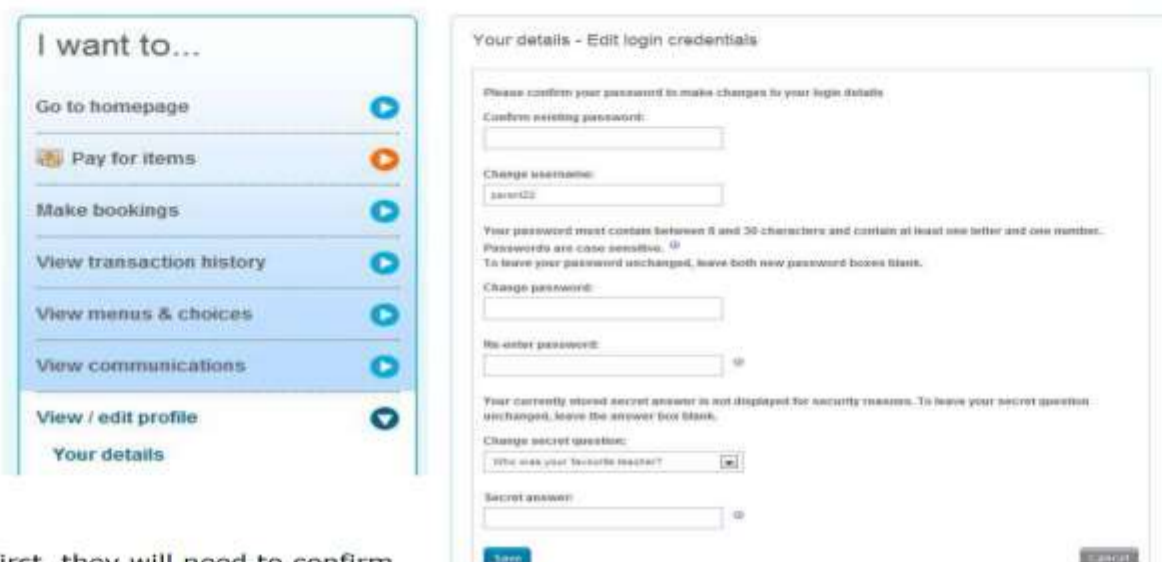 I want to...
Go to homepage
Pay for items
Make bookings
View transaction history
View menus & choices
View communications
View / edit profile
Your details
first, they will need to confirm
Your details - Edit login credentials
Please confirm your password to make changes to your login details
Confirm existing password:
Change username:
parent22
Your password must contain between 8 and 30 characters and contain at least one letter and one number.
Passwords are case sensitive.
To leave your password unchanged, leave both new password boxes blank.
Change password:
Re-enter password:
Your currently stored secret answer is not displayed for security reasons. To leave your secret question
unchanged, leave the answer box blank.
Change secret question:
Who was your favorite teacher?
Secret answer:
Save
Cancel